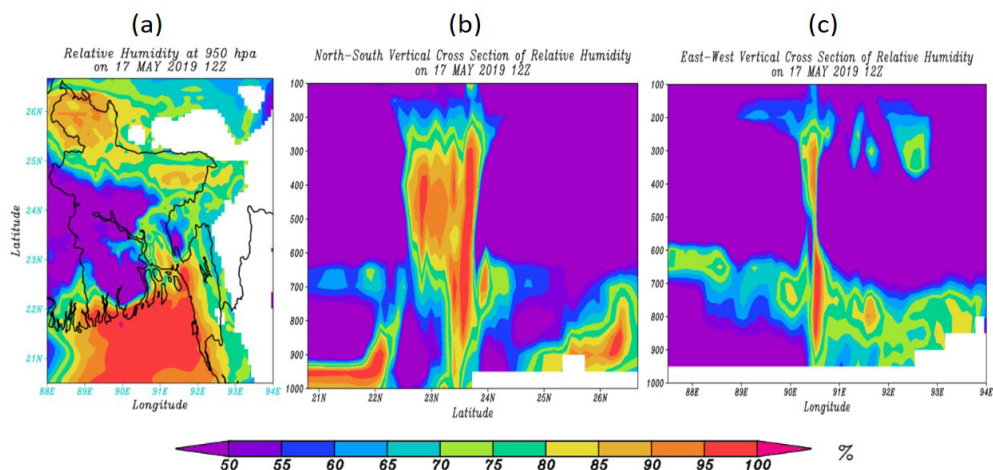 (a)
(b)
(c)
Relative Humidity at 950 hpa
on 17 MAY 2019 12Z
North-South Vertical Cross Section of Relative Humidity
on 17 MAY 2019 12Z
East-West Vertical Cross Section of Relative Humidity
on 17 MAY 2019 12Z
Latitude
26N
25N
24N
23N
22N
21N
88E 89E 90E 91E 92E 93E 94E
Longitude
100
200
300
400
500
600
700
800
900
1000
21N 22N 23N 24N 25N 26N
Latitude
100
200
300
400
500
600
700
800
900
1000
88E 89E 90E 91E 92E 93E 94E
Longitude
50 55 60 65 70 75 80 85 90 95 100 %